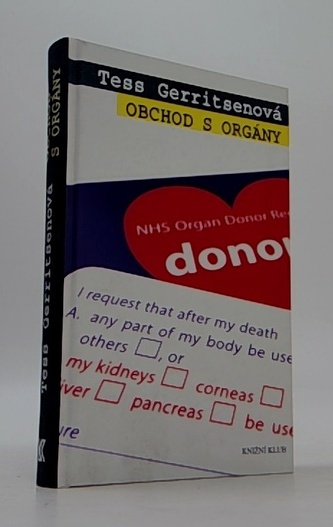 Tess Gerritsenová
OBCHOD S ORGÁNY
NHS Organ Donor Re
donor
I request that after my death
A. any part of my body be use
others □, or
my kidneys □ corneas □
iver □ pancreas □ be use
ure
KNIŽNÍ KLUB
Tess Gerritsenová
S ORGÁNY